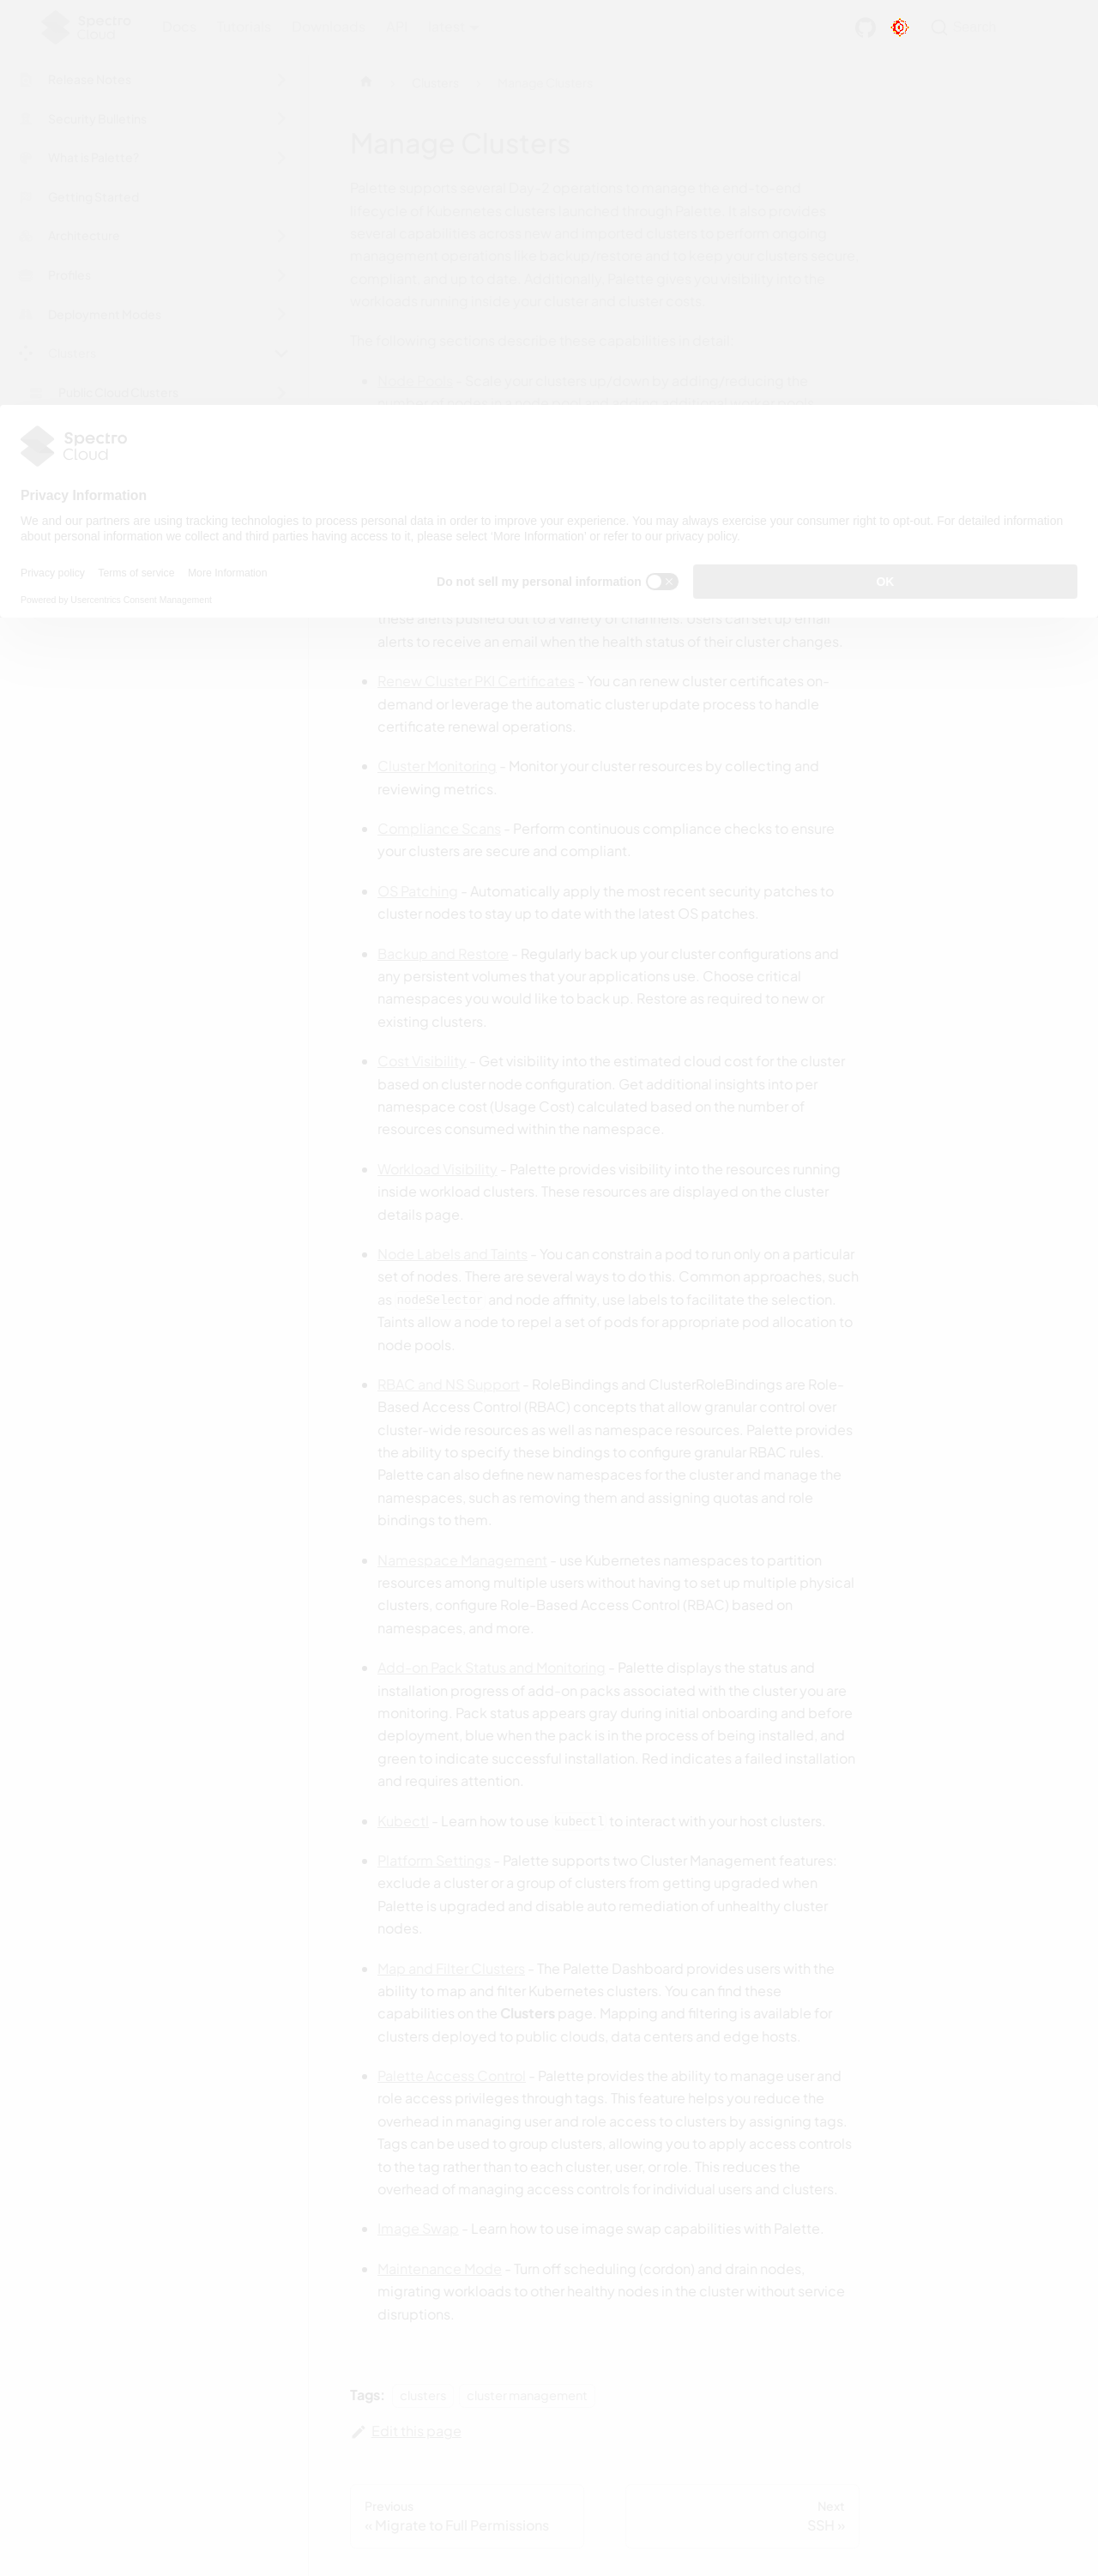 Spectro
Cloud
Docs Tutorials Downloads API latest
Search
Release Notes
Security Bulletins
What is Palette?
Getting Started
Architecture
Profiles
Deployment Modes
Clusters
Public Cloud Clusters
Clusters
Manage Clusters
Manage Clusters
Palette supports several Day-2 operations to manage the end-to-end
lifecycle of Kubernetes clusters launched through Palette. It also provides
several capabilities across new and imported clusters to perform ongoing
management operations like backup/restore and to keep your clusters secure
compliant, and up to date. Additionally, Palette gives you visibility into the
workloads running inside your cluster and cluster costs.
The following sections describe these capabilities in detail:
Node Pools - Scale your clusters up/down by adding/reducing the
Spectro
Cloud
Privacy Information
We and our partners are using tracking technologies to process personal data in order to improve your experience. You may always exercise your consumer right to opt-out. For detailed information
about personal information we collect and third parties having access to it, please select 'More Information' or refer to our privacy policy.
Privacy policy Terms of service More Information
Powered by Usercentrics Consent Management
Do not sell my personal information
OK
these alerts pushed out to a variety of channels. Users can set up email
alerts to receive an email when the health status of their cluster changes.
Renew Cluster PKI Certificates - You can renew cluster certificates on-
demand or leverage the automatic cluster update process to handle
certificate renewal operations.
Cluster Monitoring - Monitor your cluster resources by collecting and
reviewing metrics.
Compliance Scans - Perform continuous compliance checks to ensure
your clusters are secure and compliant.
OS Patching - Automatically apply the most recent security patches to
cluster nodes to stay up to date with the latest OS patches.
Backup and Restore - Regularly back up your cluster configurations and
any persistent volumes that your applications use. Choose critical
namespaces you would like to back up. Restore as required to new or
existing clusters.
Cost Visibility - Get visibility into the estimated cloud cost for the cluster
based on cluster node configuration. Get additional insights into per
namespace cost (Usage Cost) calculated based on the number of
resources consumed within the namespace.
Workload Visibility - Palette provides visibility into the resources running
inside workload clusters. These resources are displayed on the cluster
details page.
Node Labels and Taints - You can constrain a pod to run only on a particular
set of nodes. There are several ways to do this. Common approaches, such
as nodeSelector and node affinity, use labels to facilitate the selection.
Taints allow a node to repel a set of pods for appropriate pod allocation to
node pools.
RBAC and NS Support - RoleBindings and ClusterRoleBindings are Role-
Based Access Control (RBAC) concepts that allow granular control over
cluster-wide resources as well as namespace resources. Palette provides
the ability to specify these bindings to configure granular RBAC rules.
Palette can also define new namespaces for the cluster and manage the
namespaces, such as removing them and assigning quotas and role
bindings to them.
Namespace Management - use Kubernetes namespaces to partition
resources among multiple users without having to set up multiple physical
clusters, configure Role-Based Access Control (RBAC) based on
namespaces, and more.
Add-on Pack Status and Monitoring - Palette displays the status and
installation progress of add-on packs associated with the cluster you are
monitoring. Pack status appears gray during initial onboarding and before
deployment, blue when the pack is in the process of being installed, and
green to indicate successful installation. Red indicates a failed installation
and requires attention.
Kubectl - Learn how to use kubectl to interact with your host clusters.
Platform Settings - Palette supports two Cluster Management features:
exclude a cluster or a group of clusters from getting upgraded when
Palette is upgraded and disable auto remediation of unhealthy cluster
nodes.
Map and Filter Clusters - The Palette Dashboard provides users with the
ability to map and filter Kubernetes clusters. You can find these
capabilities on the Clusters page. Mapping and filtering is available for
clusters deployed to public clouds, data centers and edge hosts.
Palette Access Control - Palette provides the ability to manage user and
role access privileges through tags. This feature helps you reduce the
overhead in managing user and role access to clusters by assigning tags.
Tags can be used to group clusters, allowing you to apply access controls
to the tag rather than to each cluster, user, or role. This reduces the
overhead of managing access controls for individual users and clusters.
Image Swap - Learn how to use image swap capabilities with Palette.
Maintenance Mode - Turn off scheduling (cordon) and drain nodes,
migrating workloads to other healthy nodes in the cluster without service
disruptions.
Tags: clusters cluster management
Edit this page
Previous
« Migrate to Full Permissions
Next
SSH »